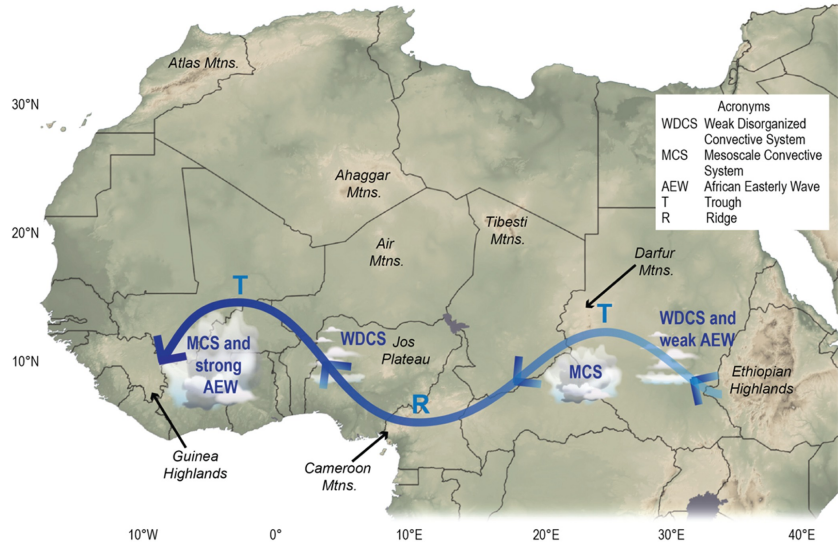 Atlas Mtns.
30°N
Acronyms
WDCS Weak Disorganized
Convective System
MCS Mesoscale Convective
System
AEW African Easterly Wave
T Trough
R Ridge
Ahaggar
Mtns.
20°N
Tibesti
Mtns.
Air
Mtns.
Darfur
Mtns.
T
T
WDCS and
weak AEW
MCS and
strong
AEW
WDCS
Jos
Plateau
10°N
MCS
Ethiopian
Highlands
R
Guinea
Highlands
Cameroon
Mtns.
10°W
0°
10°E
20°E
30°E
40°E